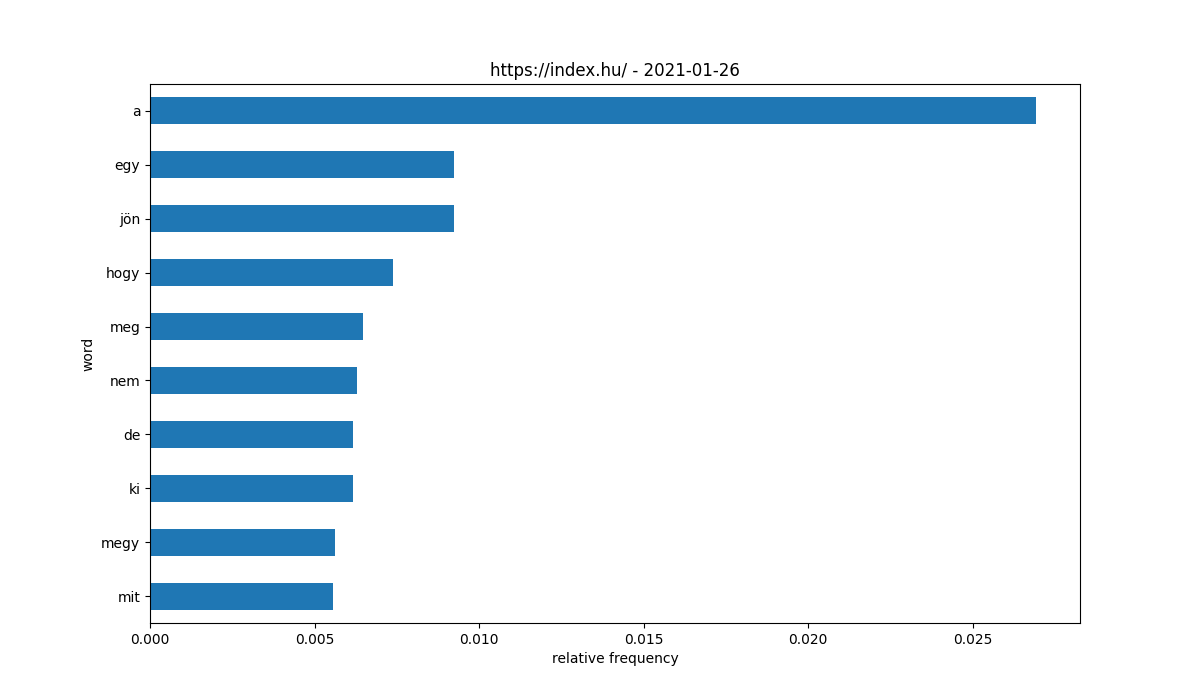 https://index.hu/ - 2021-01-26
a
egy
jön
hogy
meg
nem
de
ki
megy
mit
word
0.000 0.005 0.010 0.015 0.020 0.025
relative frequency